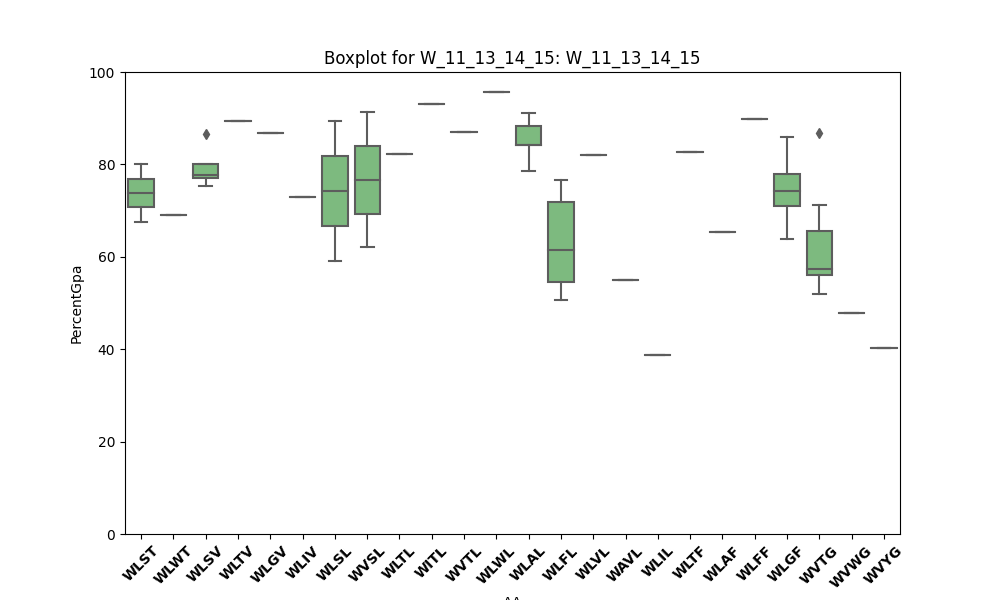 Boxplot for W_11_13_14_15: W_11_13_14_15
100
80
60
40
20
0
PercentGpa
WLST
WLWT
WLSV
WLTV
WLGV
WLIV
WLSL
WVSL
WLTL
WITL
WVTL
WLWL
WLAL
WLFL
WLVL
WAVL
WLIL
WLTF
WLAF
WLFF
WLGF
WVTG
WVWG
WVYG
AA